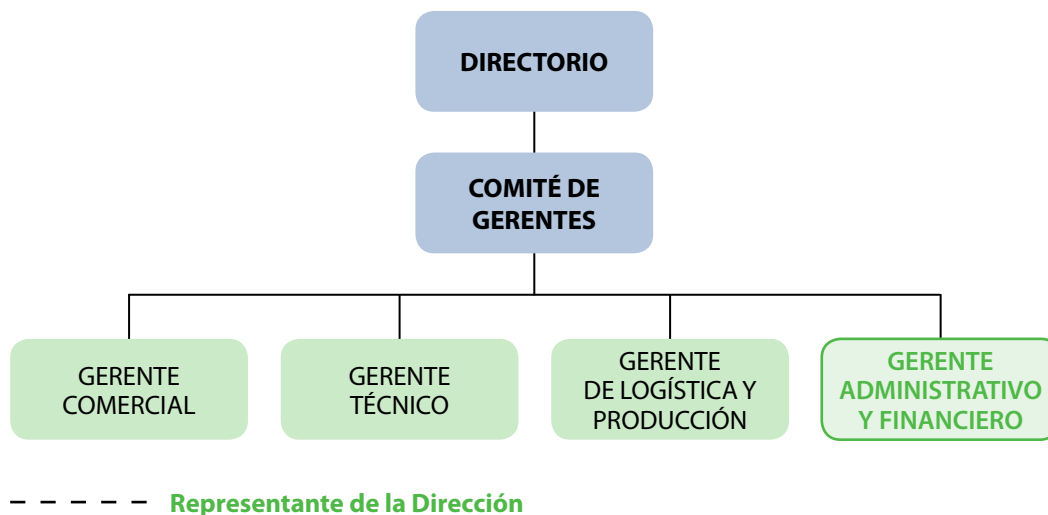 DIRECTORIO
COMITÉ DE
GERENTES
GERENTE
COMERCIAL
GERENTE
TÉCNICO
GERENTE
DE LOGÍSTICA Y
PRODUCCIÓN
GERENTE
ADMINISTRATIVO
Y FINANCIERO
Representante de la Dirección